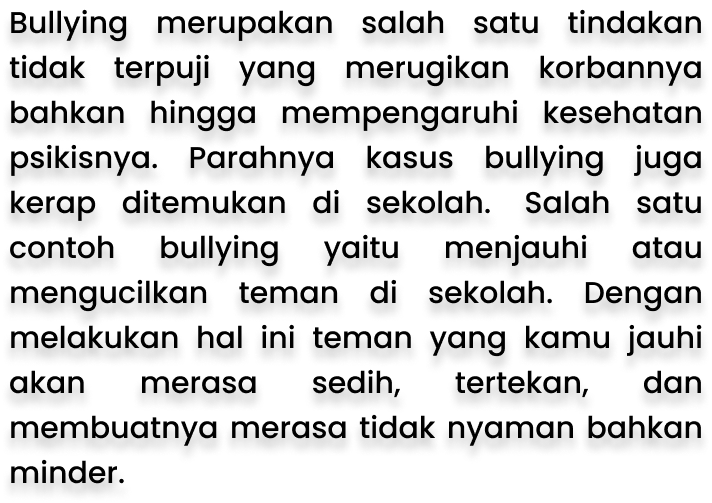 Bullying merupakan salah satu tindakan
tidak terpuji yang merugikan korbannya
bahkan hingga mempengaruhi kesehatan
psikisnya. Parahnya kasus bullying juga
kerap ditemukan di sekolah. Salah satu
contoh bullying yaitu menjauhi atau
mengucilkan teman di sekolah. Dengan
melakukan hal ini teman yang kamu jauhi
akan merasa sedih, tertekan, dan
membuatnya merasa tidak nyaman bahkan
minder.